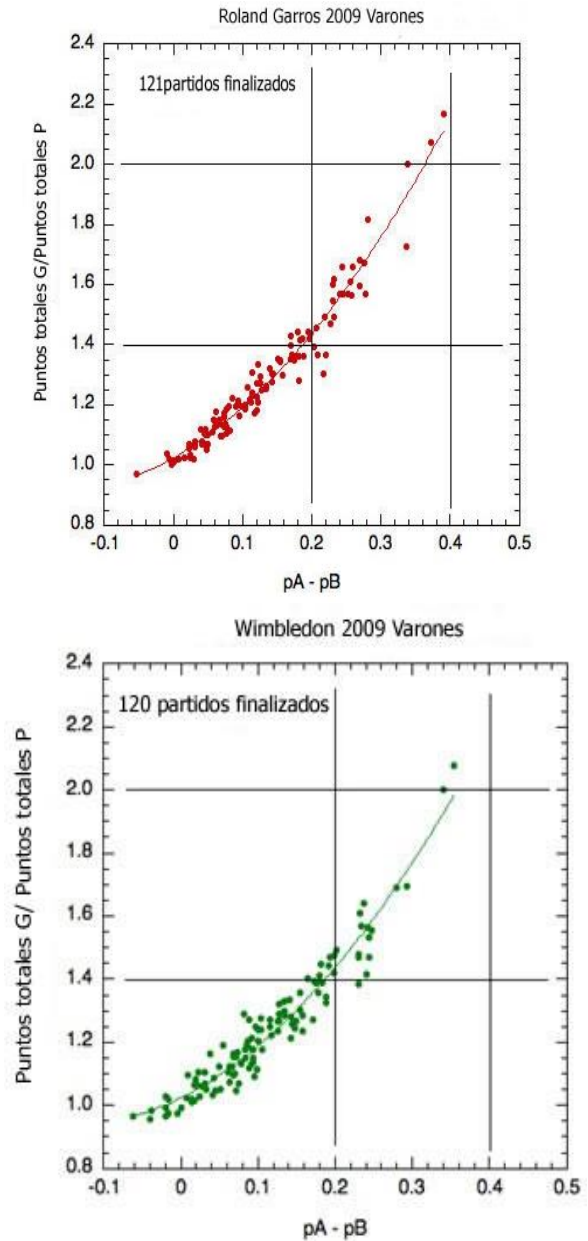 Roland Garros 2009 Varones
2.4
2.2
2.0
1.8
1.6
1.4
1.2
1.0
0.8
Puntos totales G/Puntos totales P
121partidos finalizados
-0.1 0 0.1 0.2 0.3 0.4 0.5
pA - pB
Wimbledon 2009 Varones
2.4
2.2
2.0
1.8
1.6
1.4
1.2
1.0
0.8
Puntos totales G/ Puntos totales P
120 partidos finalizados
-0.1 0 0.1 0.2 0.3 0.4 0.5
pA - pB